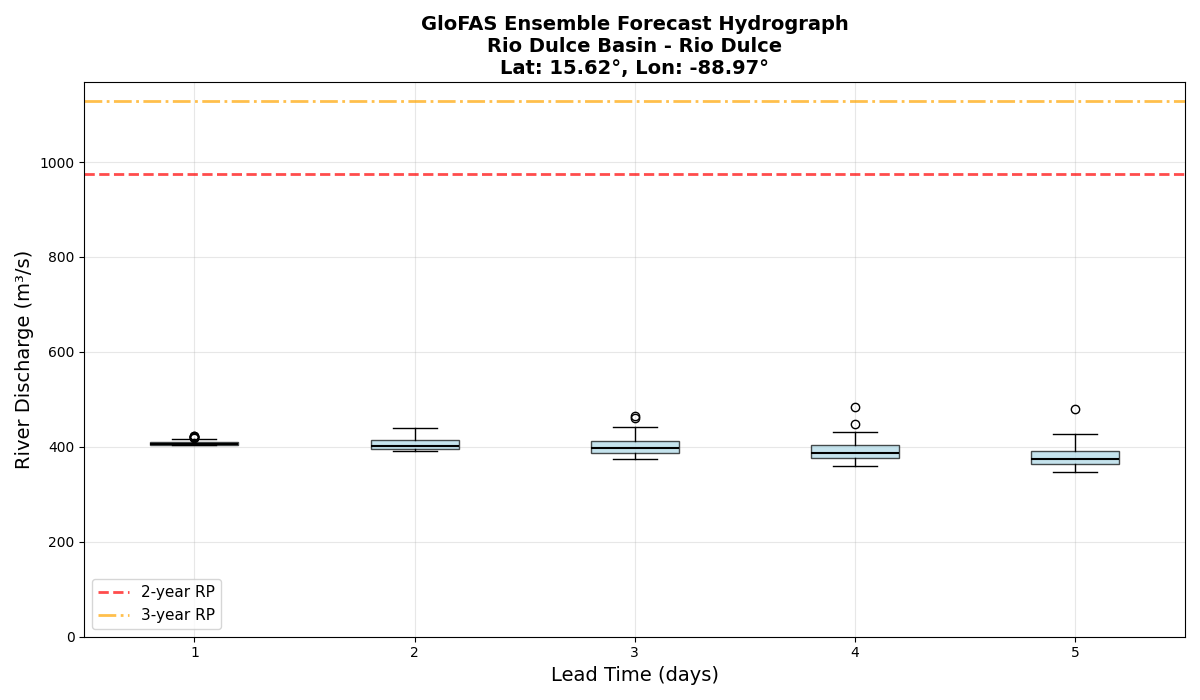 GloFAS Ensemble Forecast Hydrograph
Rio Dulce Basin - Rio Dulce
Lat: 15.62°, Lon: -88.97°
River Discharge (m³/s)
1000
800
600
400
200
0
2-year RP
3-year RP
1 2 3 4 5
Lead Time (days)